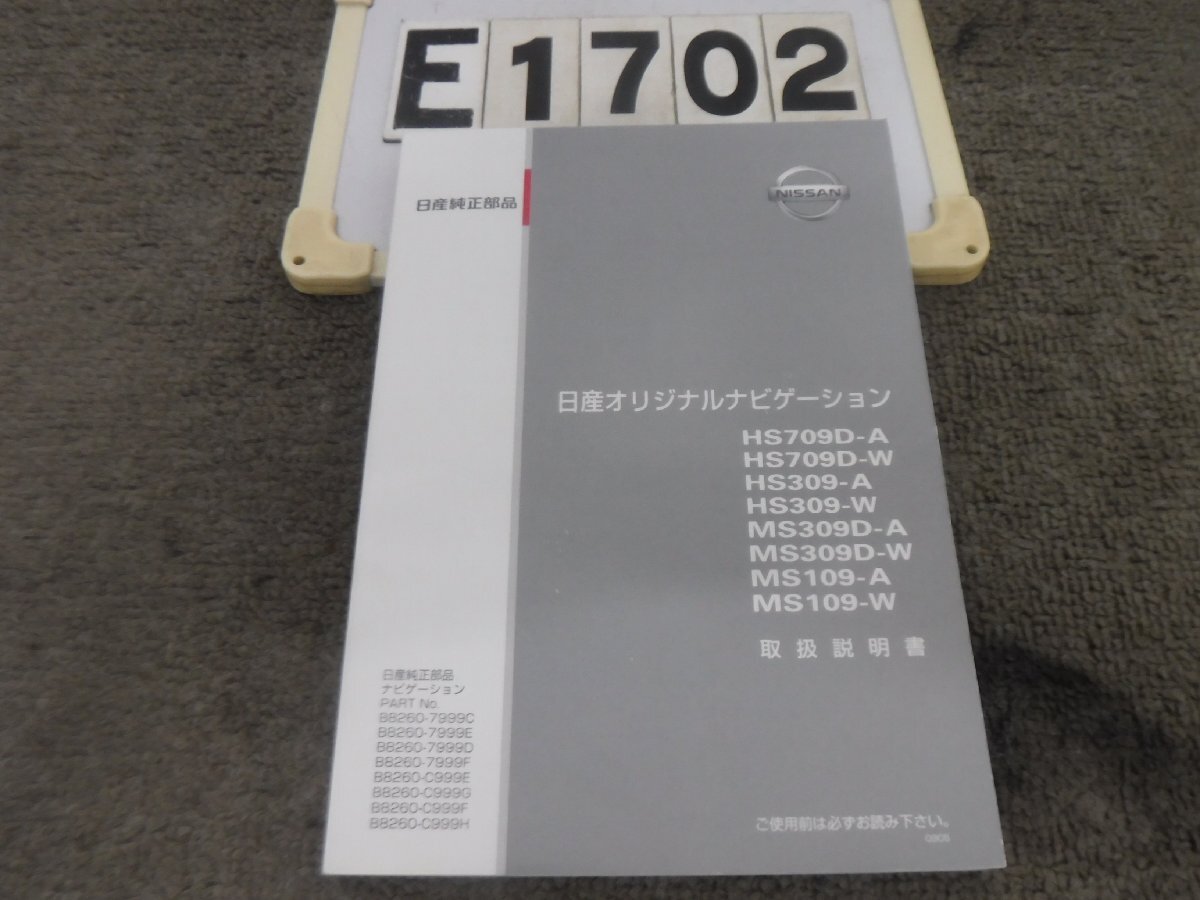 E1702
日産純正部品
NISSAN
日産オリジナルナビゲーション
HS709D-A
HS709D-W
HS309-A
HS309-W
MS309D-A
MS309D-W
MS109-A
MS109-W
取扱説明書
日産純正部品
ナビゲーション
PART No.
B8260-7999C
B8260-7999E
B8260-7999D
B8260-7999F
B8260-C999E
B8260-C999G
B8260-C999F
B8260-C999H
ご使用前は必ずお読み下さい。